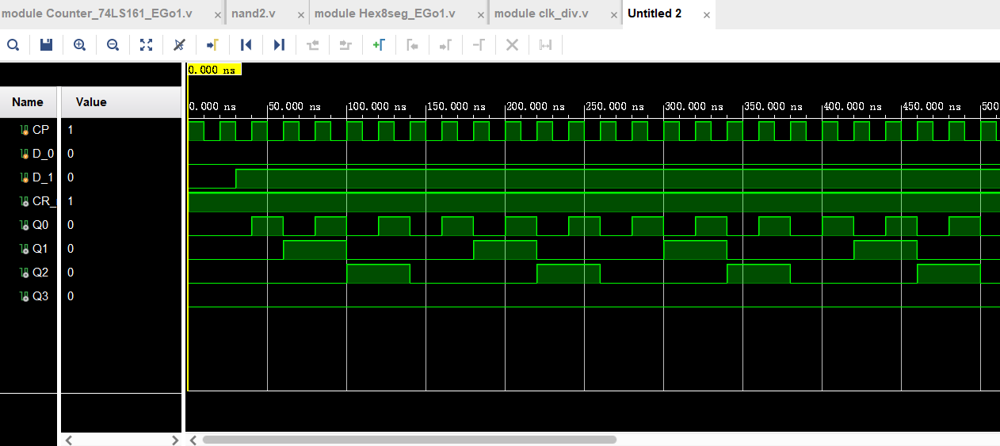 module Counter_74LS161_EGo1.v × nand2.v × module Hex8seg_EGo1.v × module clk_div.v × Untitled 2 ×
0.000 ns
Name Value
0.000 ns 50.000 ns 100.000 ns 150.000 ns 200.000 ns 250.000 ns 300.000 ns 350.000 ns 400.000 ns 450.000 ns 500
CP 1
D_0 0
D_1 0
CR_ 1
Q0 0
Q1 0
Q2 0
Q3 0